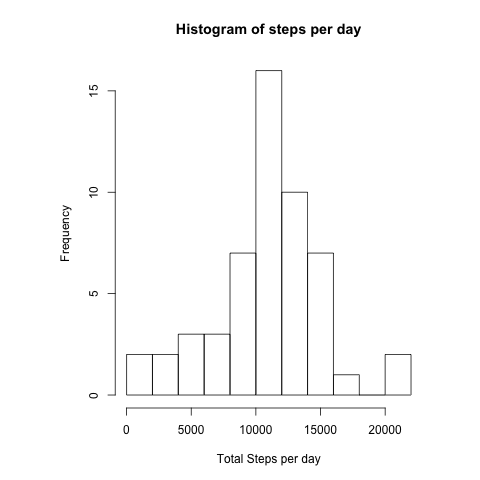 Histogram of steps per day
15
10
5
0
Frequency
0 5000 10000 15000 20000
Total Steps per day